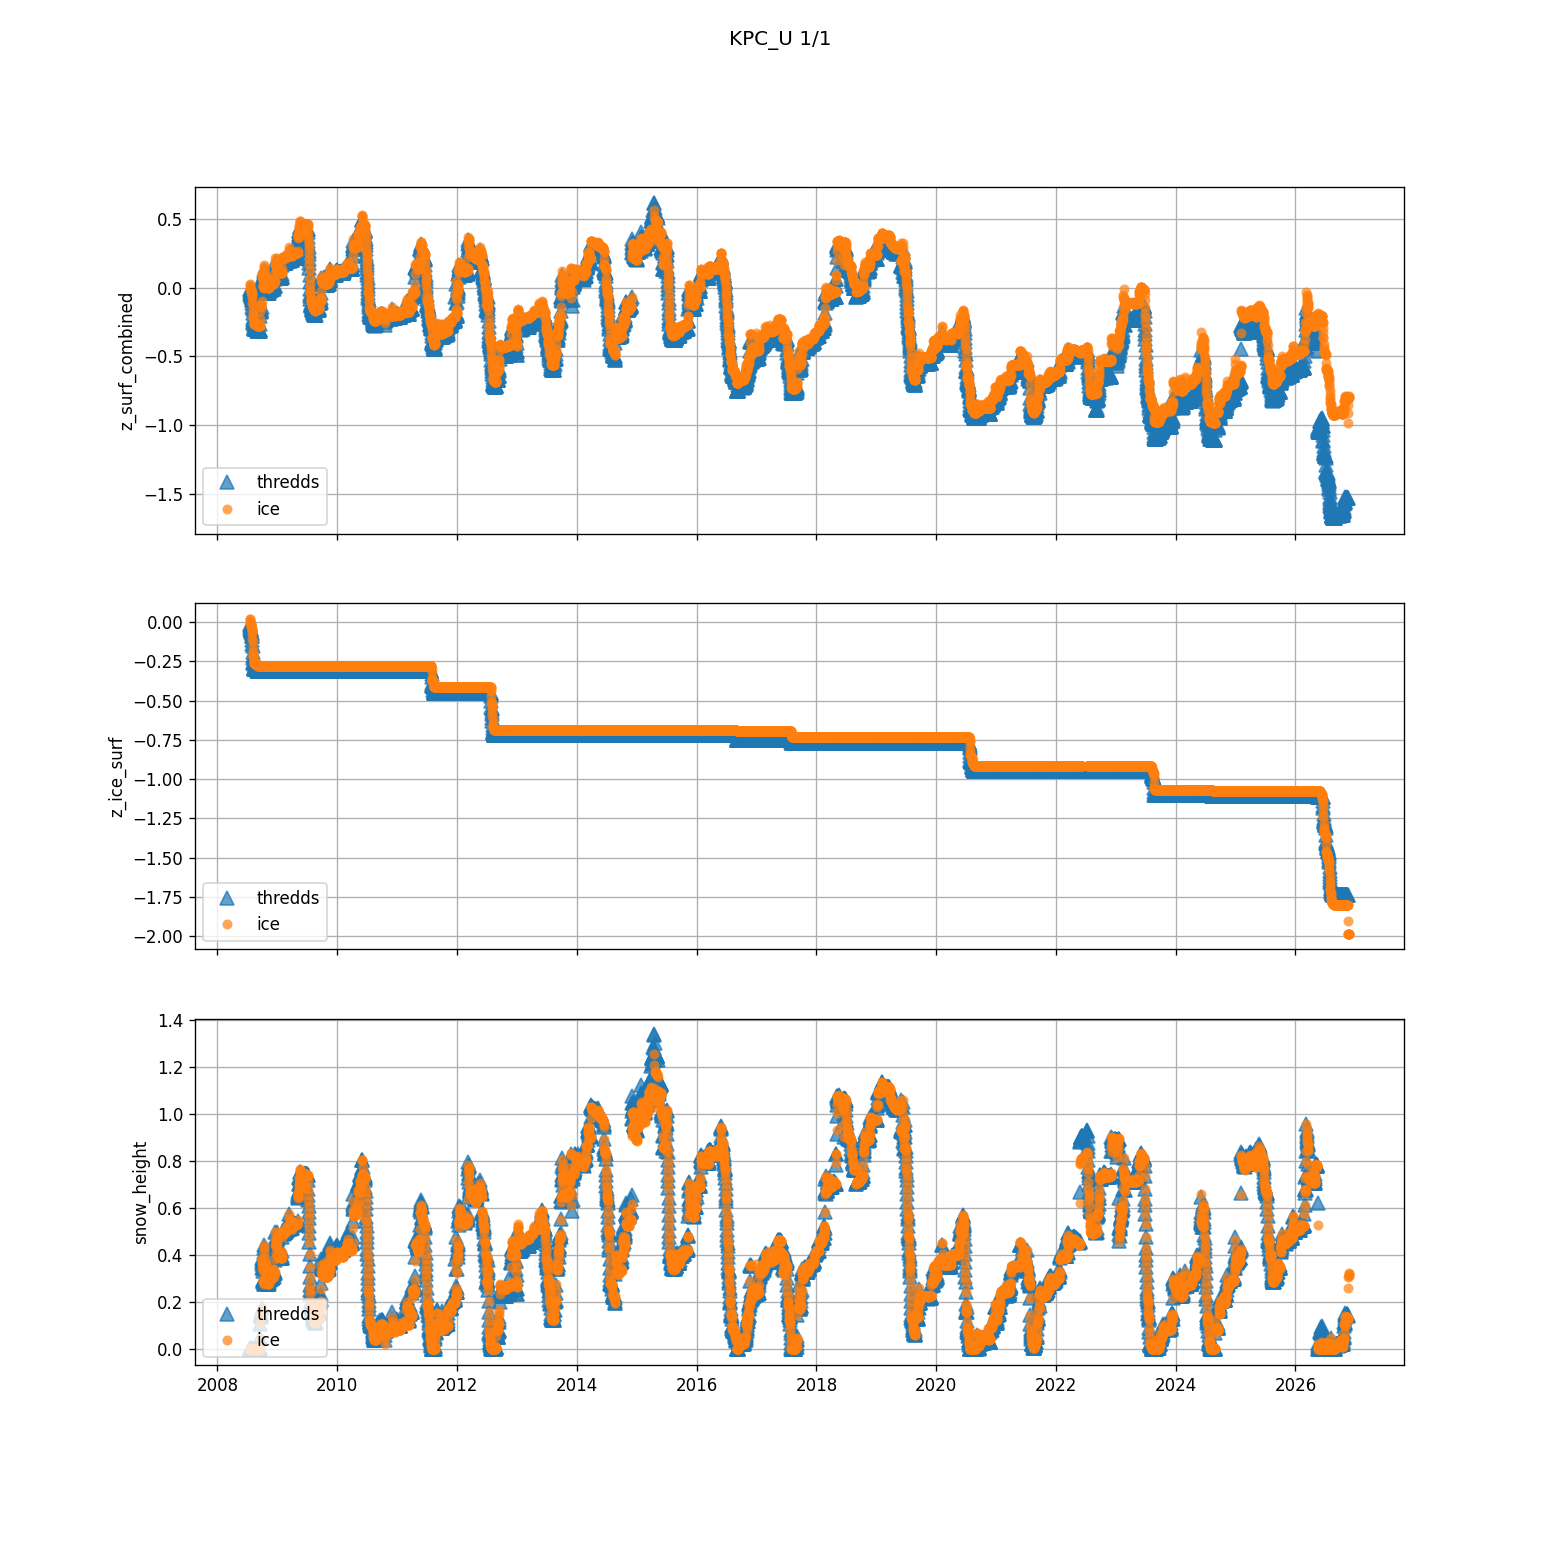 KPC_U 1/1
z_surf_combined
0.5
0.0
−0.5
−1.0
−1.5
thredds
ice
z_ice_surf
0.00
−0.25
−0.50
−0.75
−1.00
−1.25
−1.50
−1.75
−2.00
thredds
ice
snow_height
1.4
1.2
1.0
0.8
0.6
0.4
0.2
0.0
thredds
ice
2008 2010 2012 2014 2016 2018 2020 2022 2024 2026